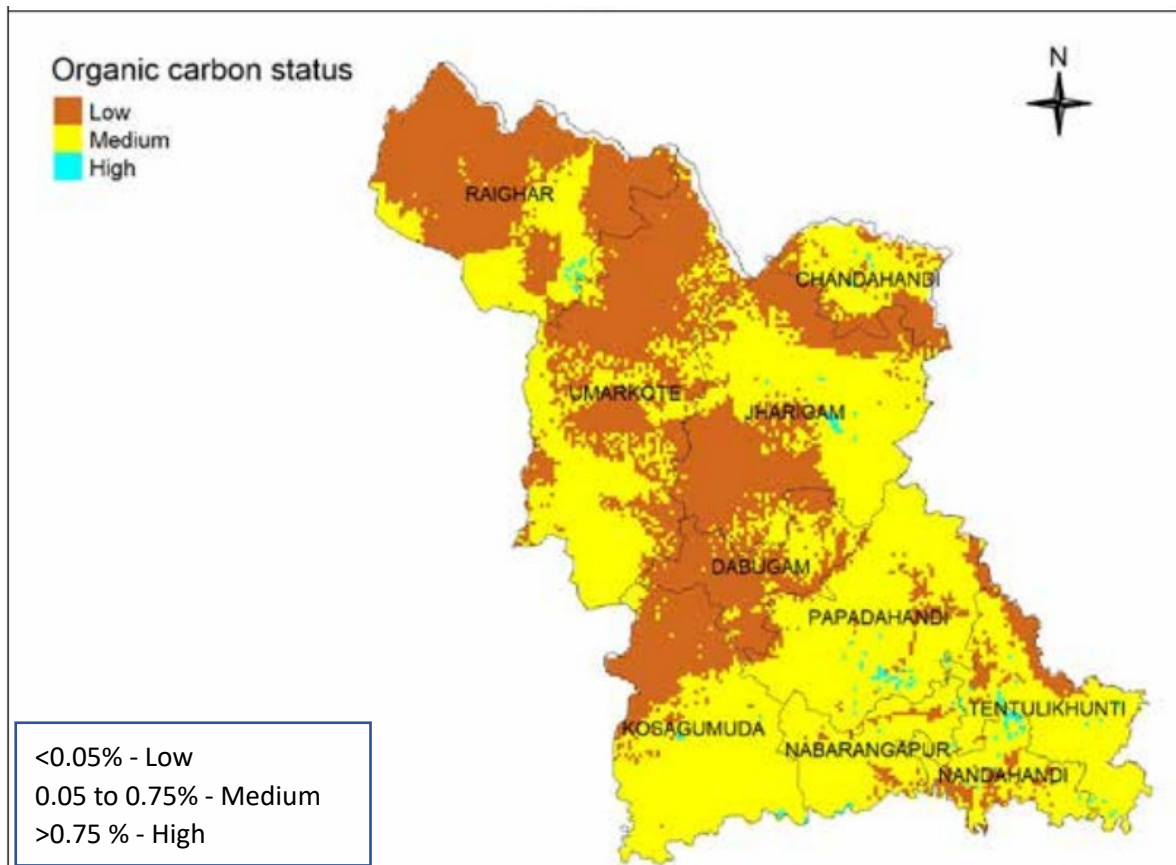 Organic carbon status
Low
Medium
High
N
RAIGHAR
CHANDAHANDI
UMARKOTE
JHARIGAM
DABUGAM
PAPADAHANDI
TENTULIKHUNTI
KOSAGUMUDA
NABARANGAPUR
NANDAHANDI
<0.05% - Low
0.05 to 0.75% - Medium
>0.75 % - High